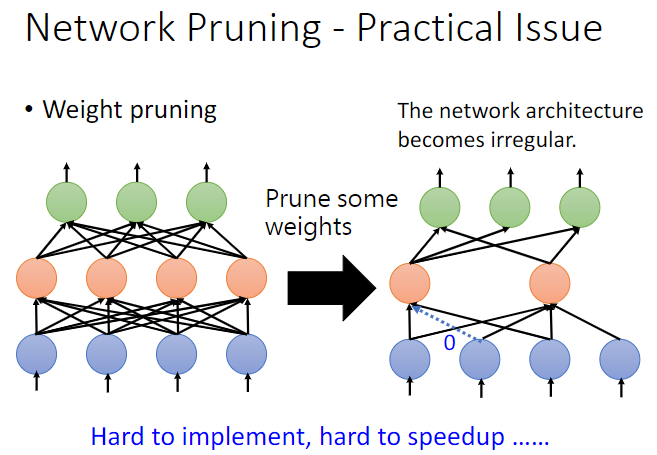 Network Pruning - Practical Issue
• Weight pruning
The network architecture
becomes irregular.
Prune some
weights
0
Hard to implement, hard to speedup ……